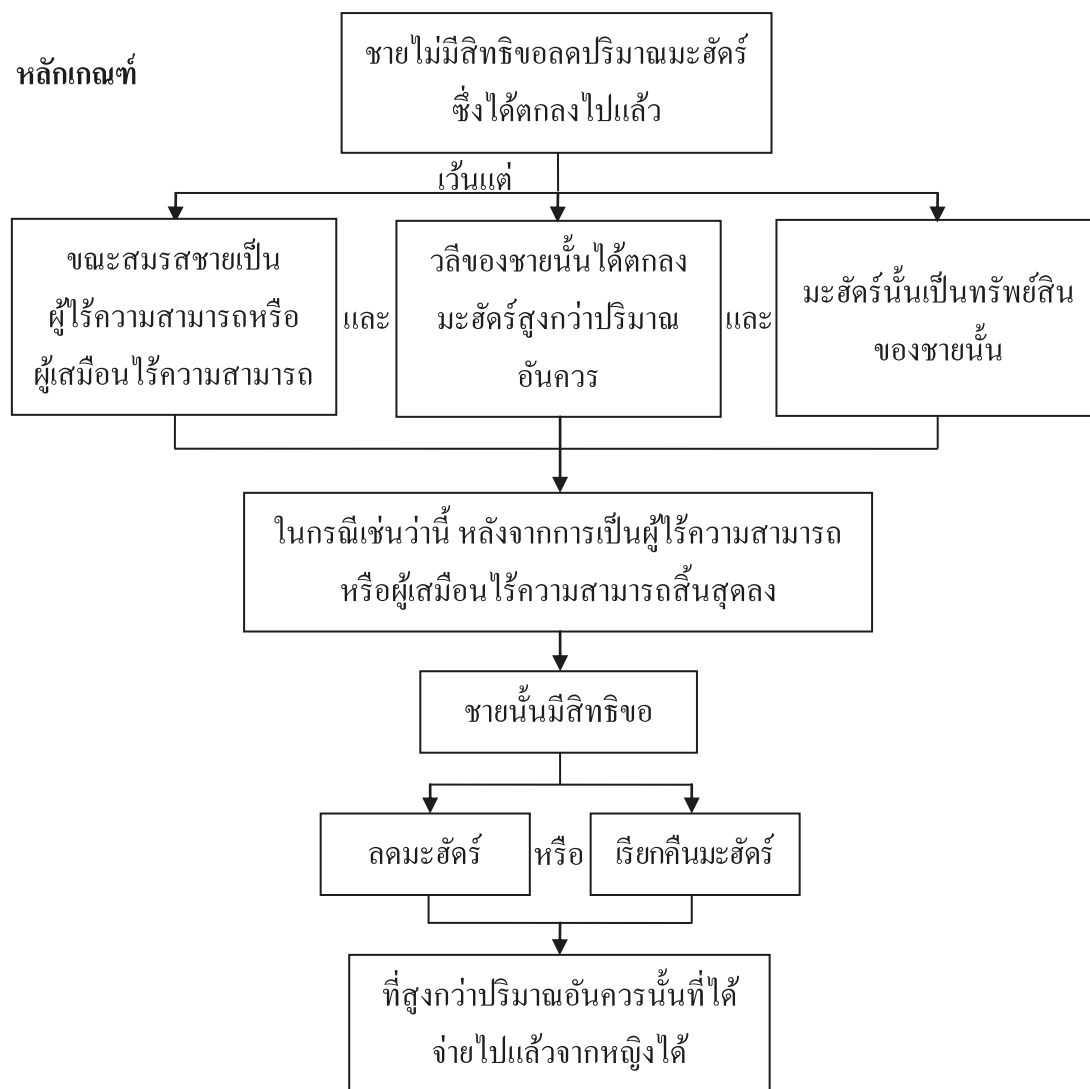 หลักเกณฑ์
ชายไม่มีสิทธิขอลดปริมาณมะฮัดร์
ซึ่งได้ตกลงไปแล้ว
เว้นแต่
ขณะสมรสชายเป็น
ผู้ไร้ความสามารถหรือ
ผู้เสมือนไร้ความสามารถ
และ
วลีของชายนั้นได้ตกลง
มะฮัดร์สูงกว่าปริมาณ
อันควร
และ
มะฮัดร์นั้นเป็นทรัพย์สิน
ของชายนั้น
ในกรณีเช่นว่านี้ หลังจากการเป็นผู้ไร้ความสามารถ
หรือผู้เสมือนไร้ความสามารถสิ้นสุดลง
ชายนั้นมีสิทธิขอ
ลดมะฮัดร์
หรือ
เรียกคืนมะฮัดร์
ที่สูงกว่าปริมาณอันควรนั้นที่ได้
จ่ายไปแล้วจากหญิงได้